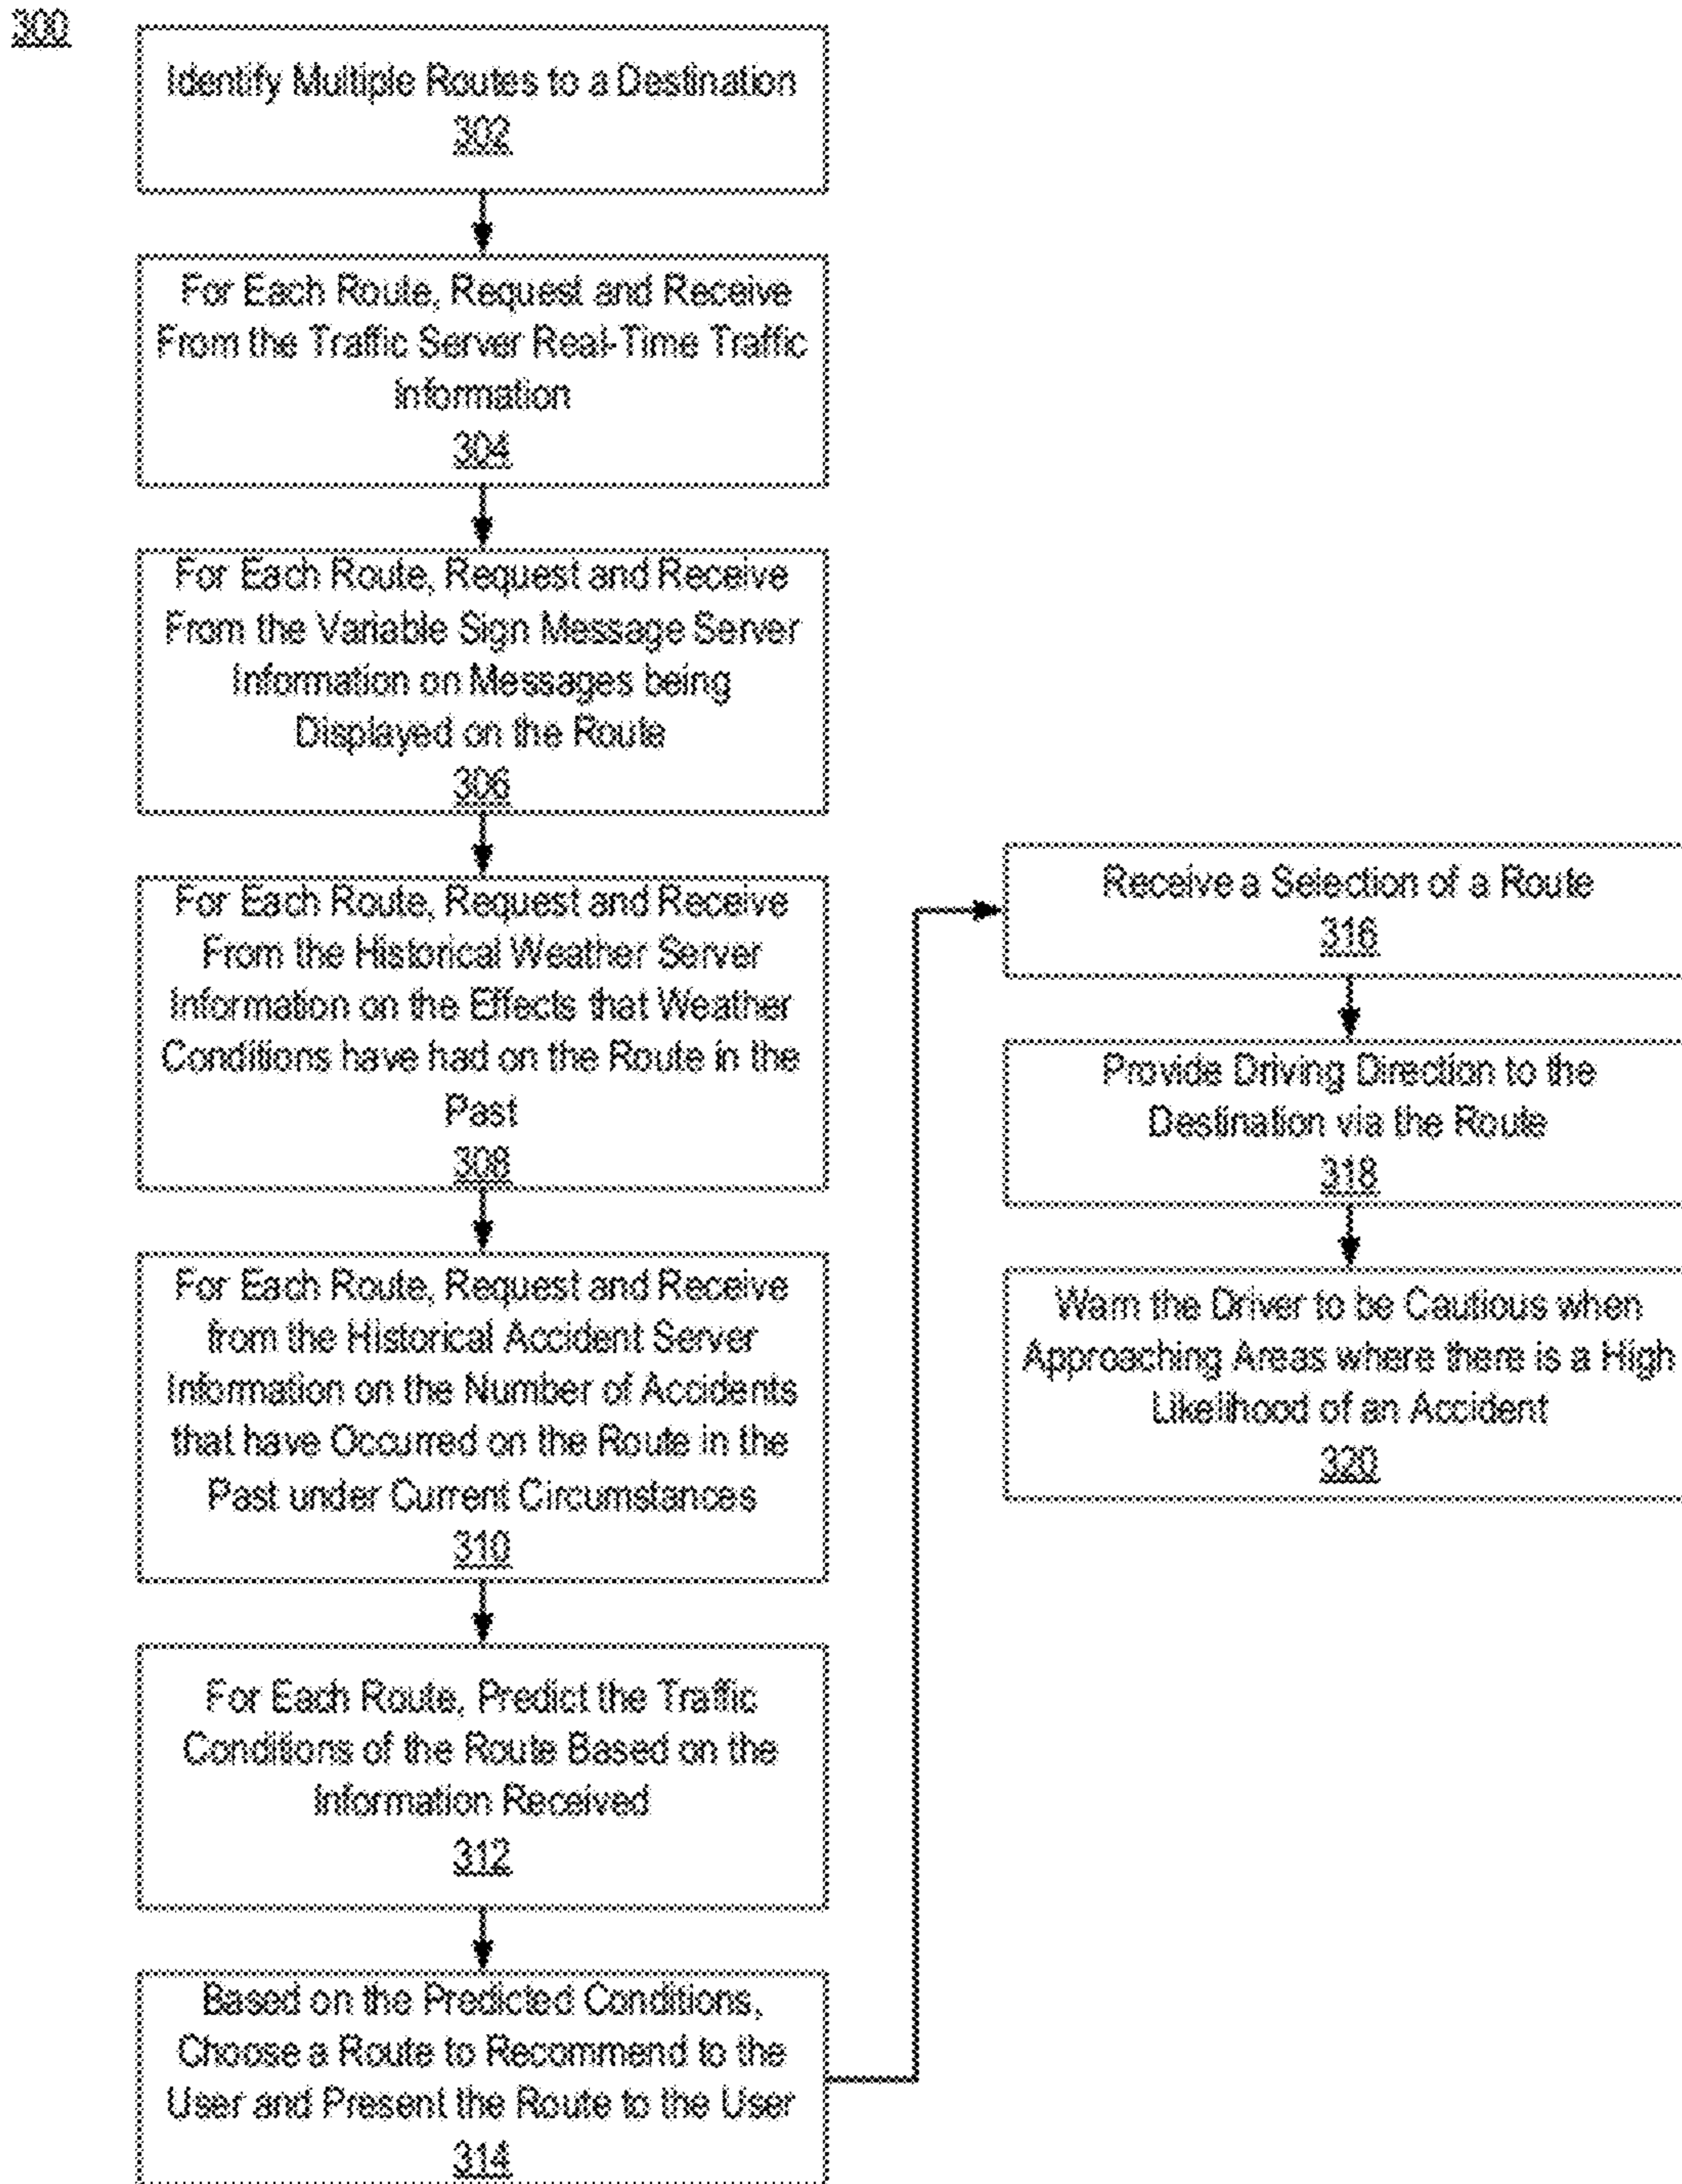 300
Identify Multiple Routes to a Destination
302
For Each Route, Request and Receive
From the Traffic Server Real-Time Traffic
Information
304
For Each Route, Request and Receive
From the Variable Sign Message Server
Information on Messages being
Displayed on the Route
306
For Each Route, Request and Receive
From the Historical Weather Server
Information on the Effects that Weather
Conditions have had on the Route in the
Past
308
For Each Route, Request and Receive
from the Historical Accident Server
Information on the Number of Accidents
that have Occurred on the Route in the
Past under Current Circumstances
310
For Each Route, Predict the Traffic
Conditions of the Route Based on the
Information Received
312
Based on the Predicted Conditions,
Choose a Route to Recommend to the
User and Present the Route to the User
314
Receive a Selection of a Route
316
Provide Driving Direction to the
Destination via the Route
318
Warn the Driver to be Cautious when
Approaching Areas where there is a High
Likelihood of an Accident
320